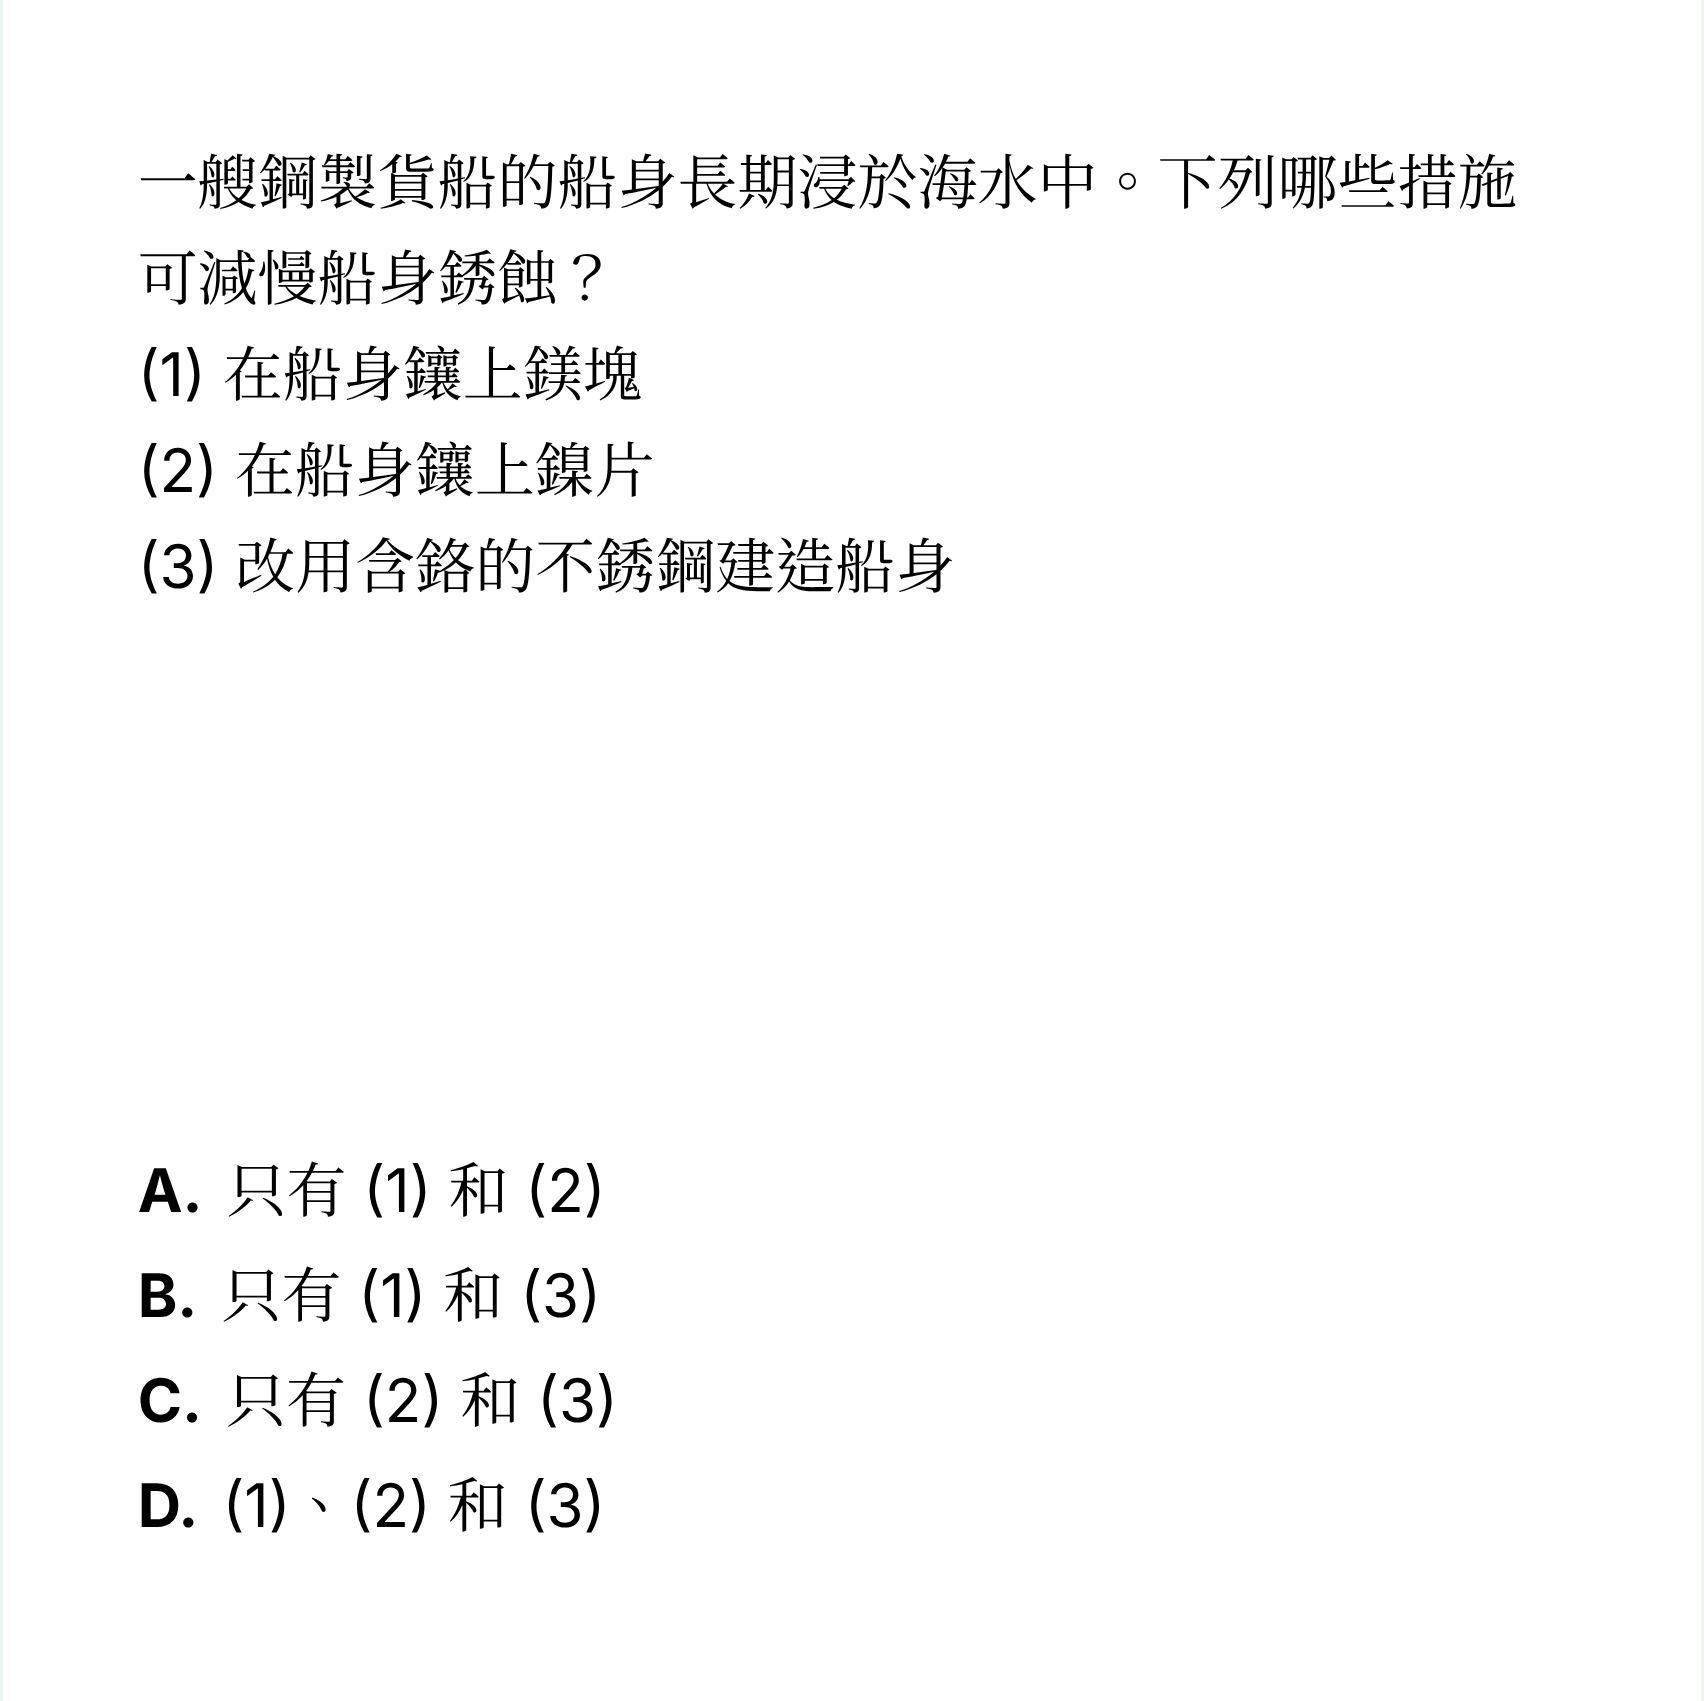 一艘鋼製貨船的船身長期浸於海水中。下列哪些措施
可減慢船身銹蝕？
(1) 在船身鑲上鎂塊
(2) 在船身鑲上鎳片
(3) 改用含鉻的不銹鋼建造船身
A. 只有 (1) 和 (2)
B. 只有 (1) 和 (3)
C. 只有 (2) 和 (3)
D. (1)、(2) 和 (3)